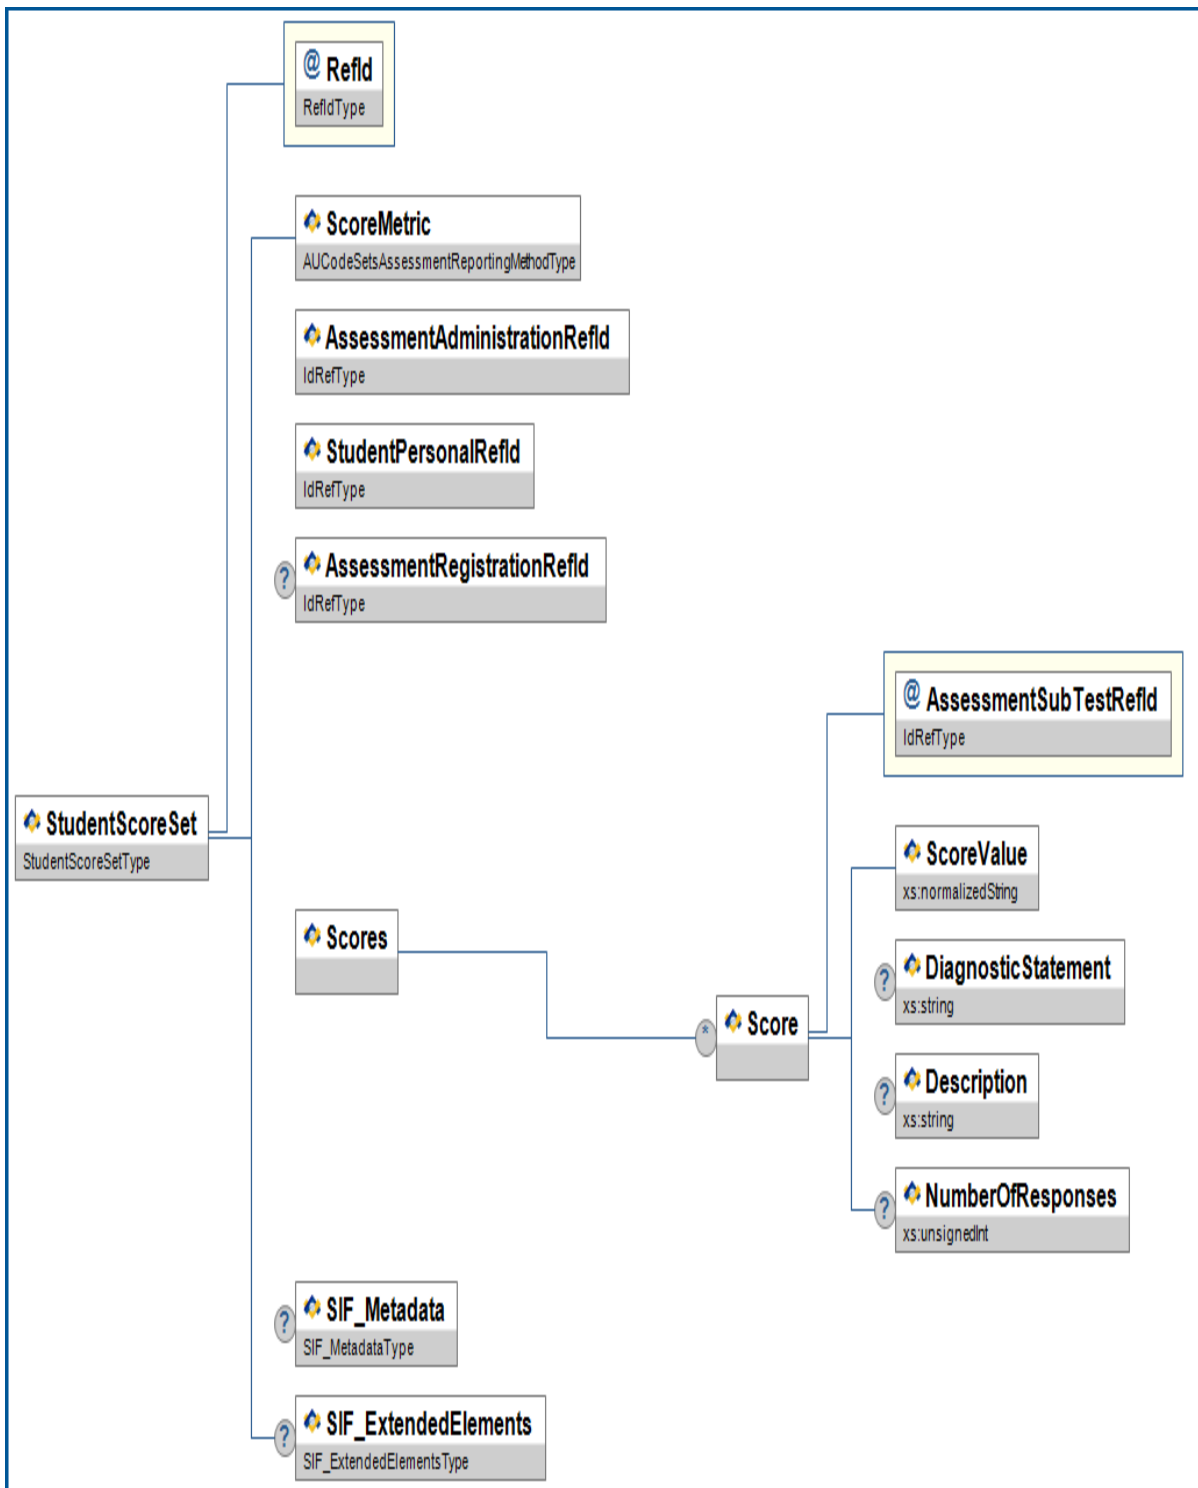 @ RefId
RefIdType
ScoreMetric
AUCodeSetsAssessmentReportingMethodType
AssessmentAdministrationRefId
IdRefType
StudentPersonalRefId
IdRefType
? AssessmentRegistrationRefId
IdRefType
@ AssessmentSubTestRefId
IdRefType
StudentScoreSet
StudentScoreSetType
ScoreValue
xs:normalizedString
Scores
? DiagnosticStatement
xs:string
* Score
? Description
xs:string
? NumberOfResponses
xs:unsignedInt
? SIF_Metadata
SIF_MetadataType
? SIF_ExtendedElements
SIF_ExtendedElementsType